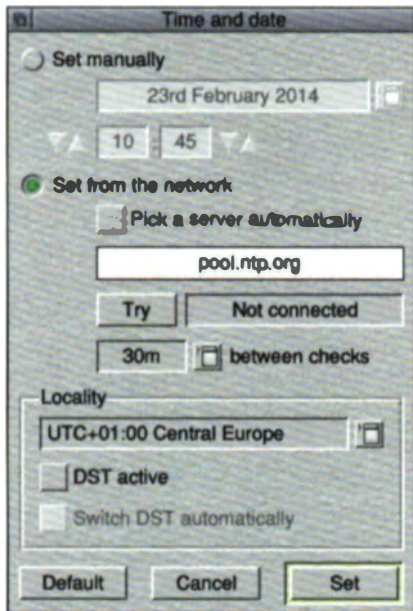 Time and date
Set manually
23rd February 2014
10 : 45
Set from the network
Pick a server automatically
pool.ntp.org
Try Not connected
30m between checks
Locality
UTC+01:00 Central Europe
DST active
Switch DST automatically
Default Cancel Set